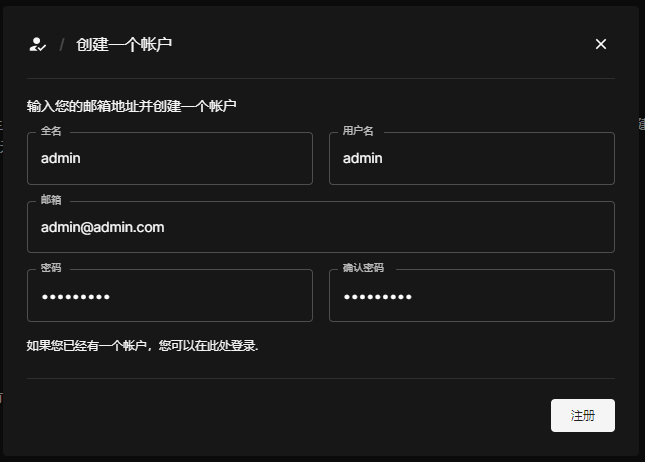 / 创建一个帐户
输入您的邮箱地址并创建一个帐户
全名 用户名
admin admin
邮箱
admin@admin.com
密码 确认密码
••••••••• •••••••••
如果您已经有一个帐户，您可以在此处登录.
注册